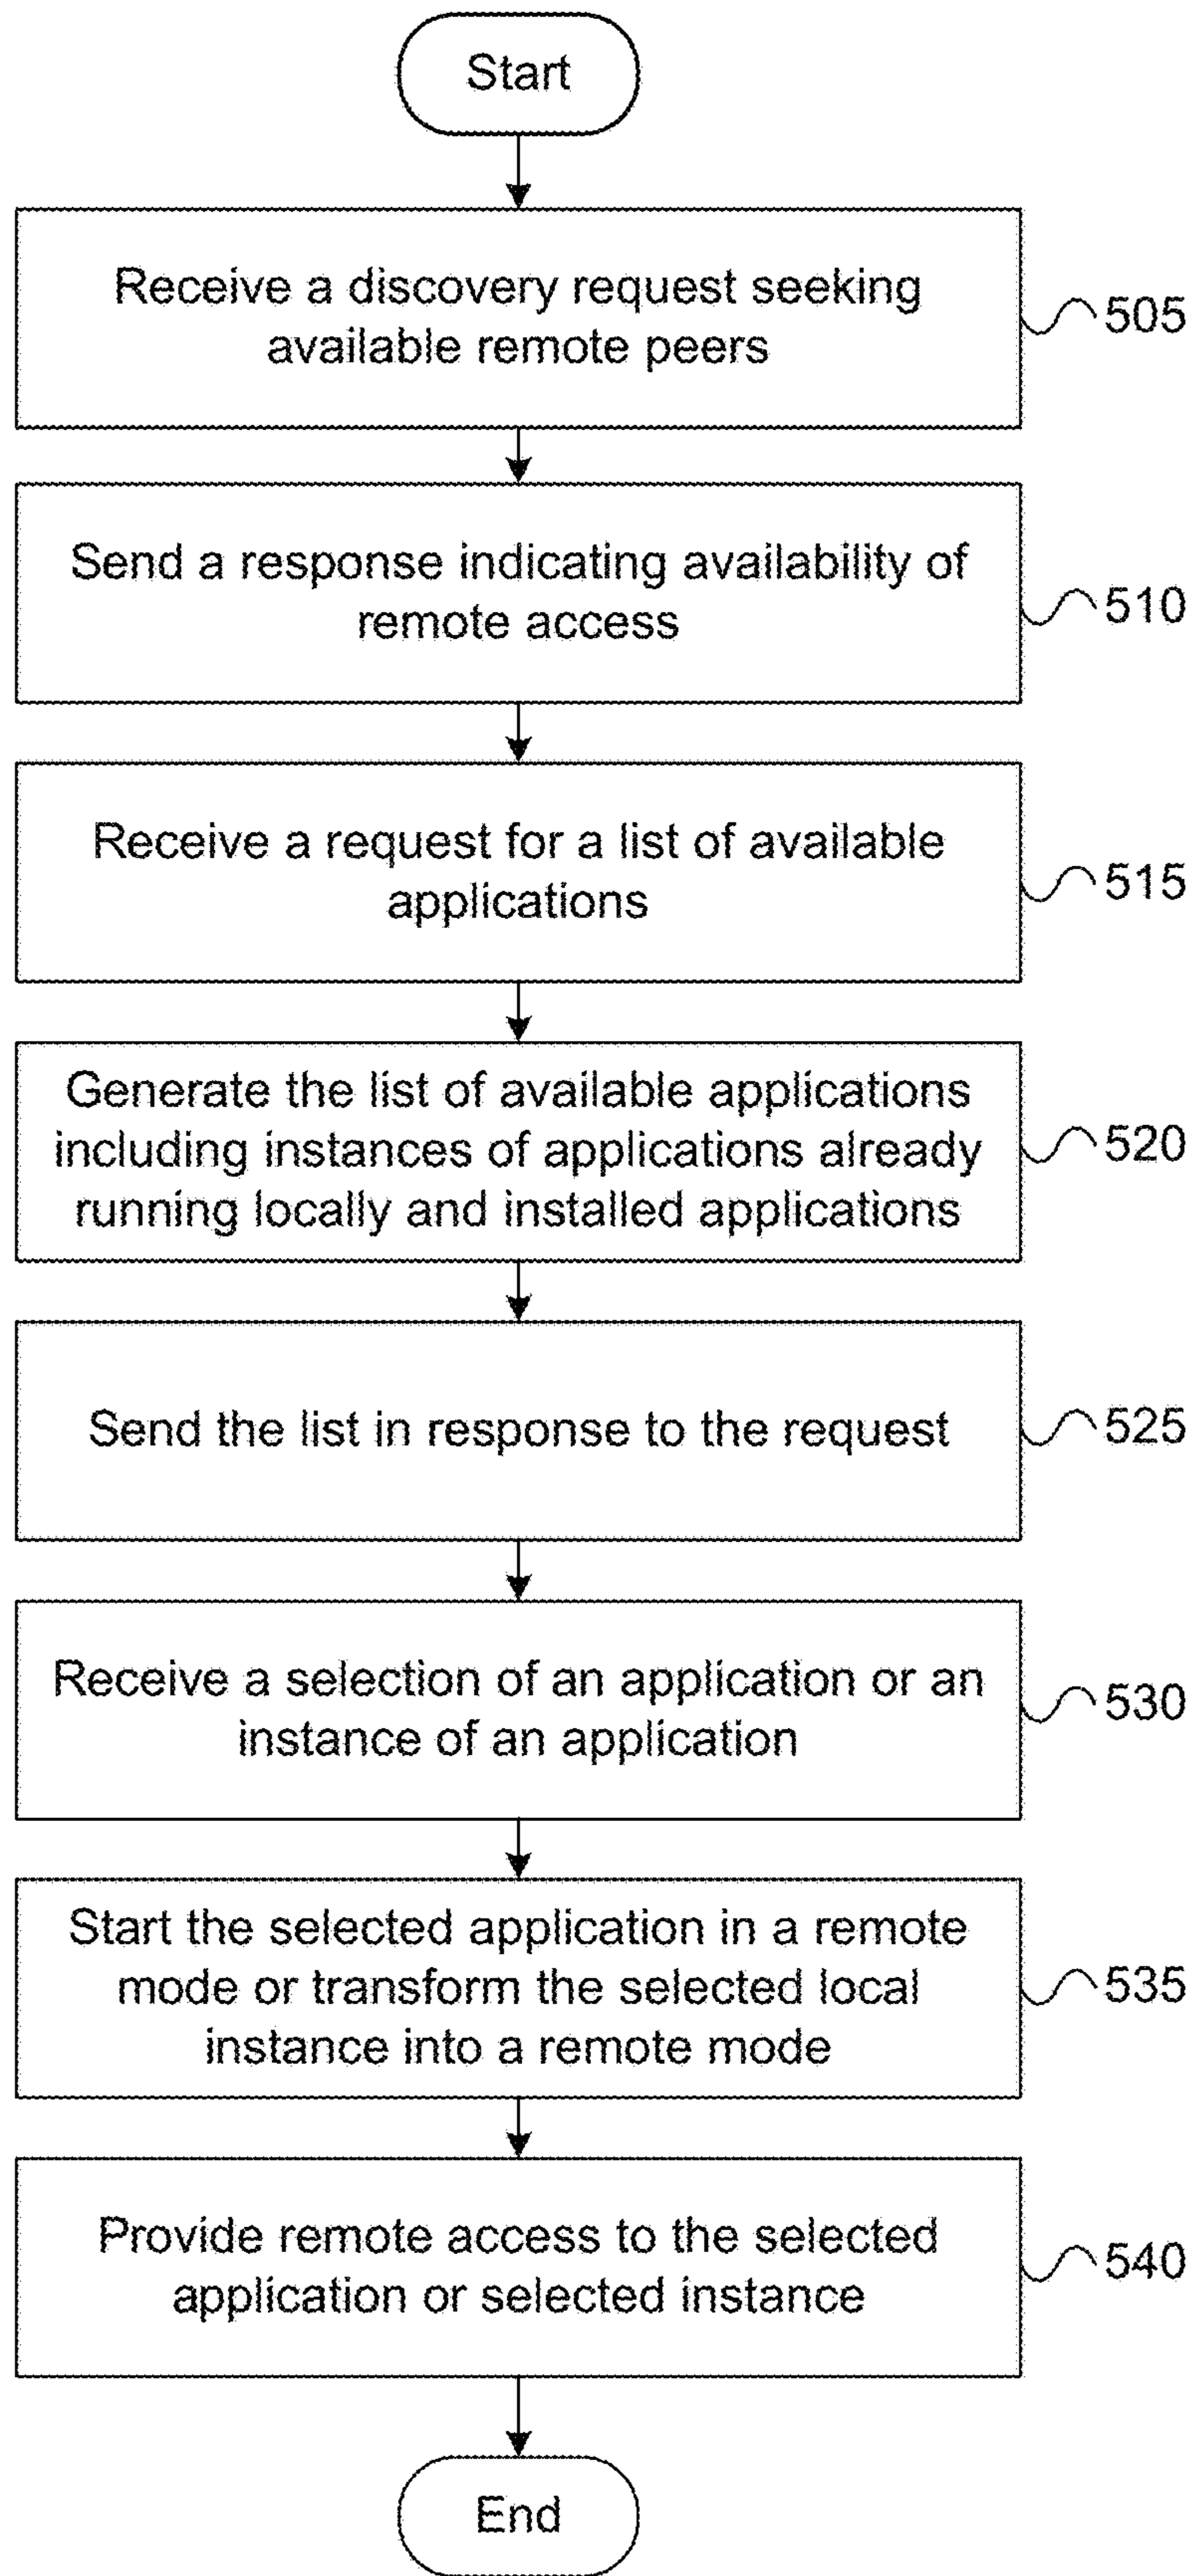 Start
Receive a discovery request seeking
available remote peers
505
Send a response indicating availability of
remote access
510
Receive a request for a list of available
applications
515
Generate the list of available applications
including instances of applications already
running locally and installed applications
520
Send the list in response to the request
525
Receive a selection of an application or an
instance of an application
530
Start the selected application in a remote
mode or transform the selected local
instance into a remote mode
535
Provide remote access to the selected
application or selected instance
540
End